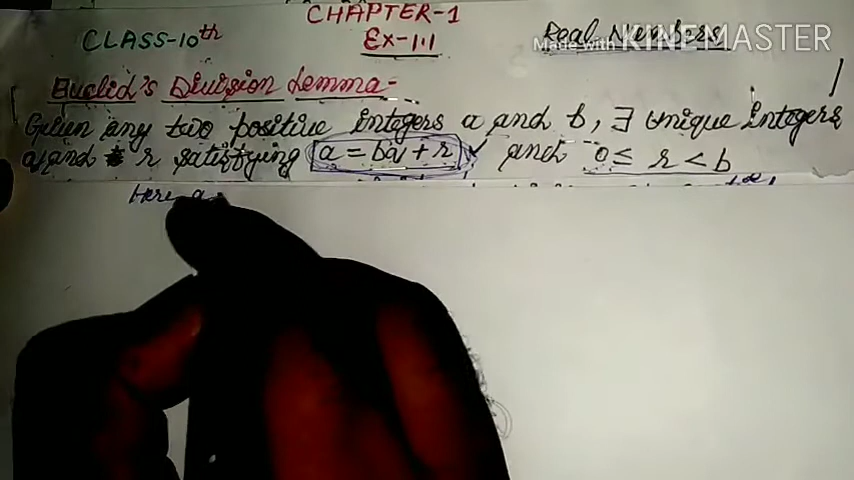 CHAPTER-1
CLASS-10th Ex-1.1 Real Numbers
Made with KINEMASTER
Euclid's Division Lemma-
Given any two positive integers a and b, ∃ unique Integers
q and r satisfying a = bq + r and 0 ≤ r < b
Here a